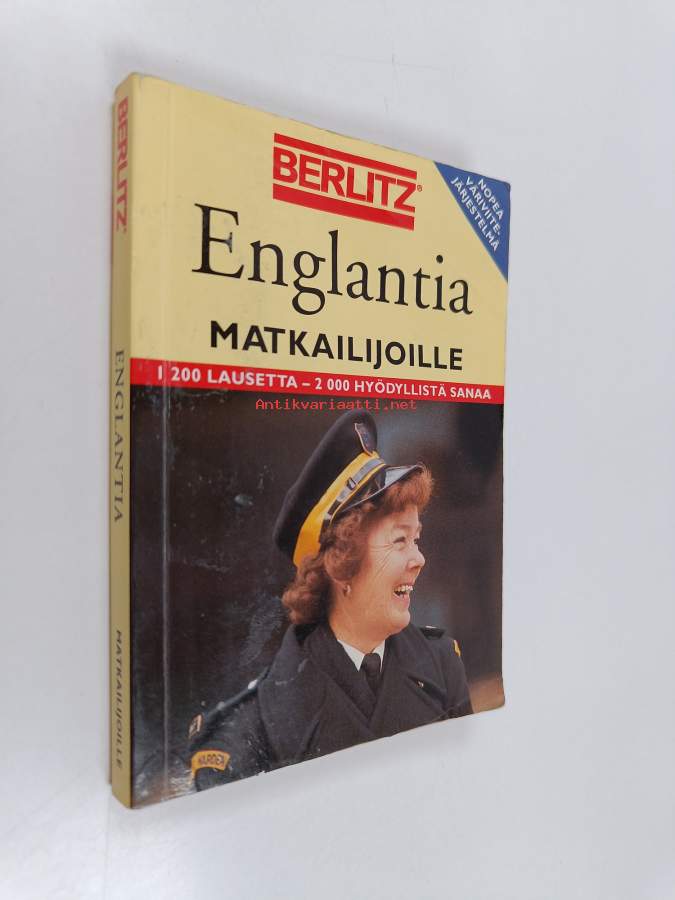 BERLITZ®
NOPEA
VÄRIVIITE-
JÄRJESTELMÄ
Englantia
MATKAILIJOILLE
1 200 LAUSETTA – 2 000 HYÖDYLLISTÄ SANAA
Antikvariaatti.net
WARDEN
BERLITZ®
ENGLANTIA
MATKAILIJOILLE